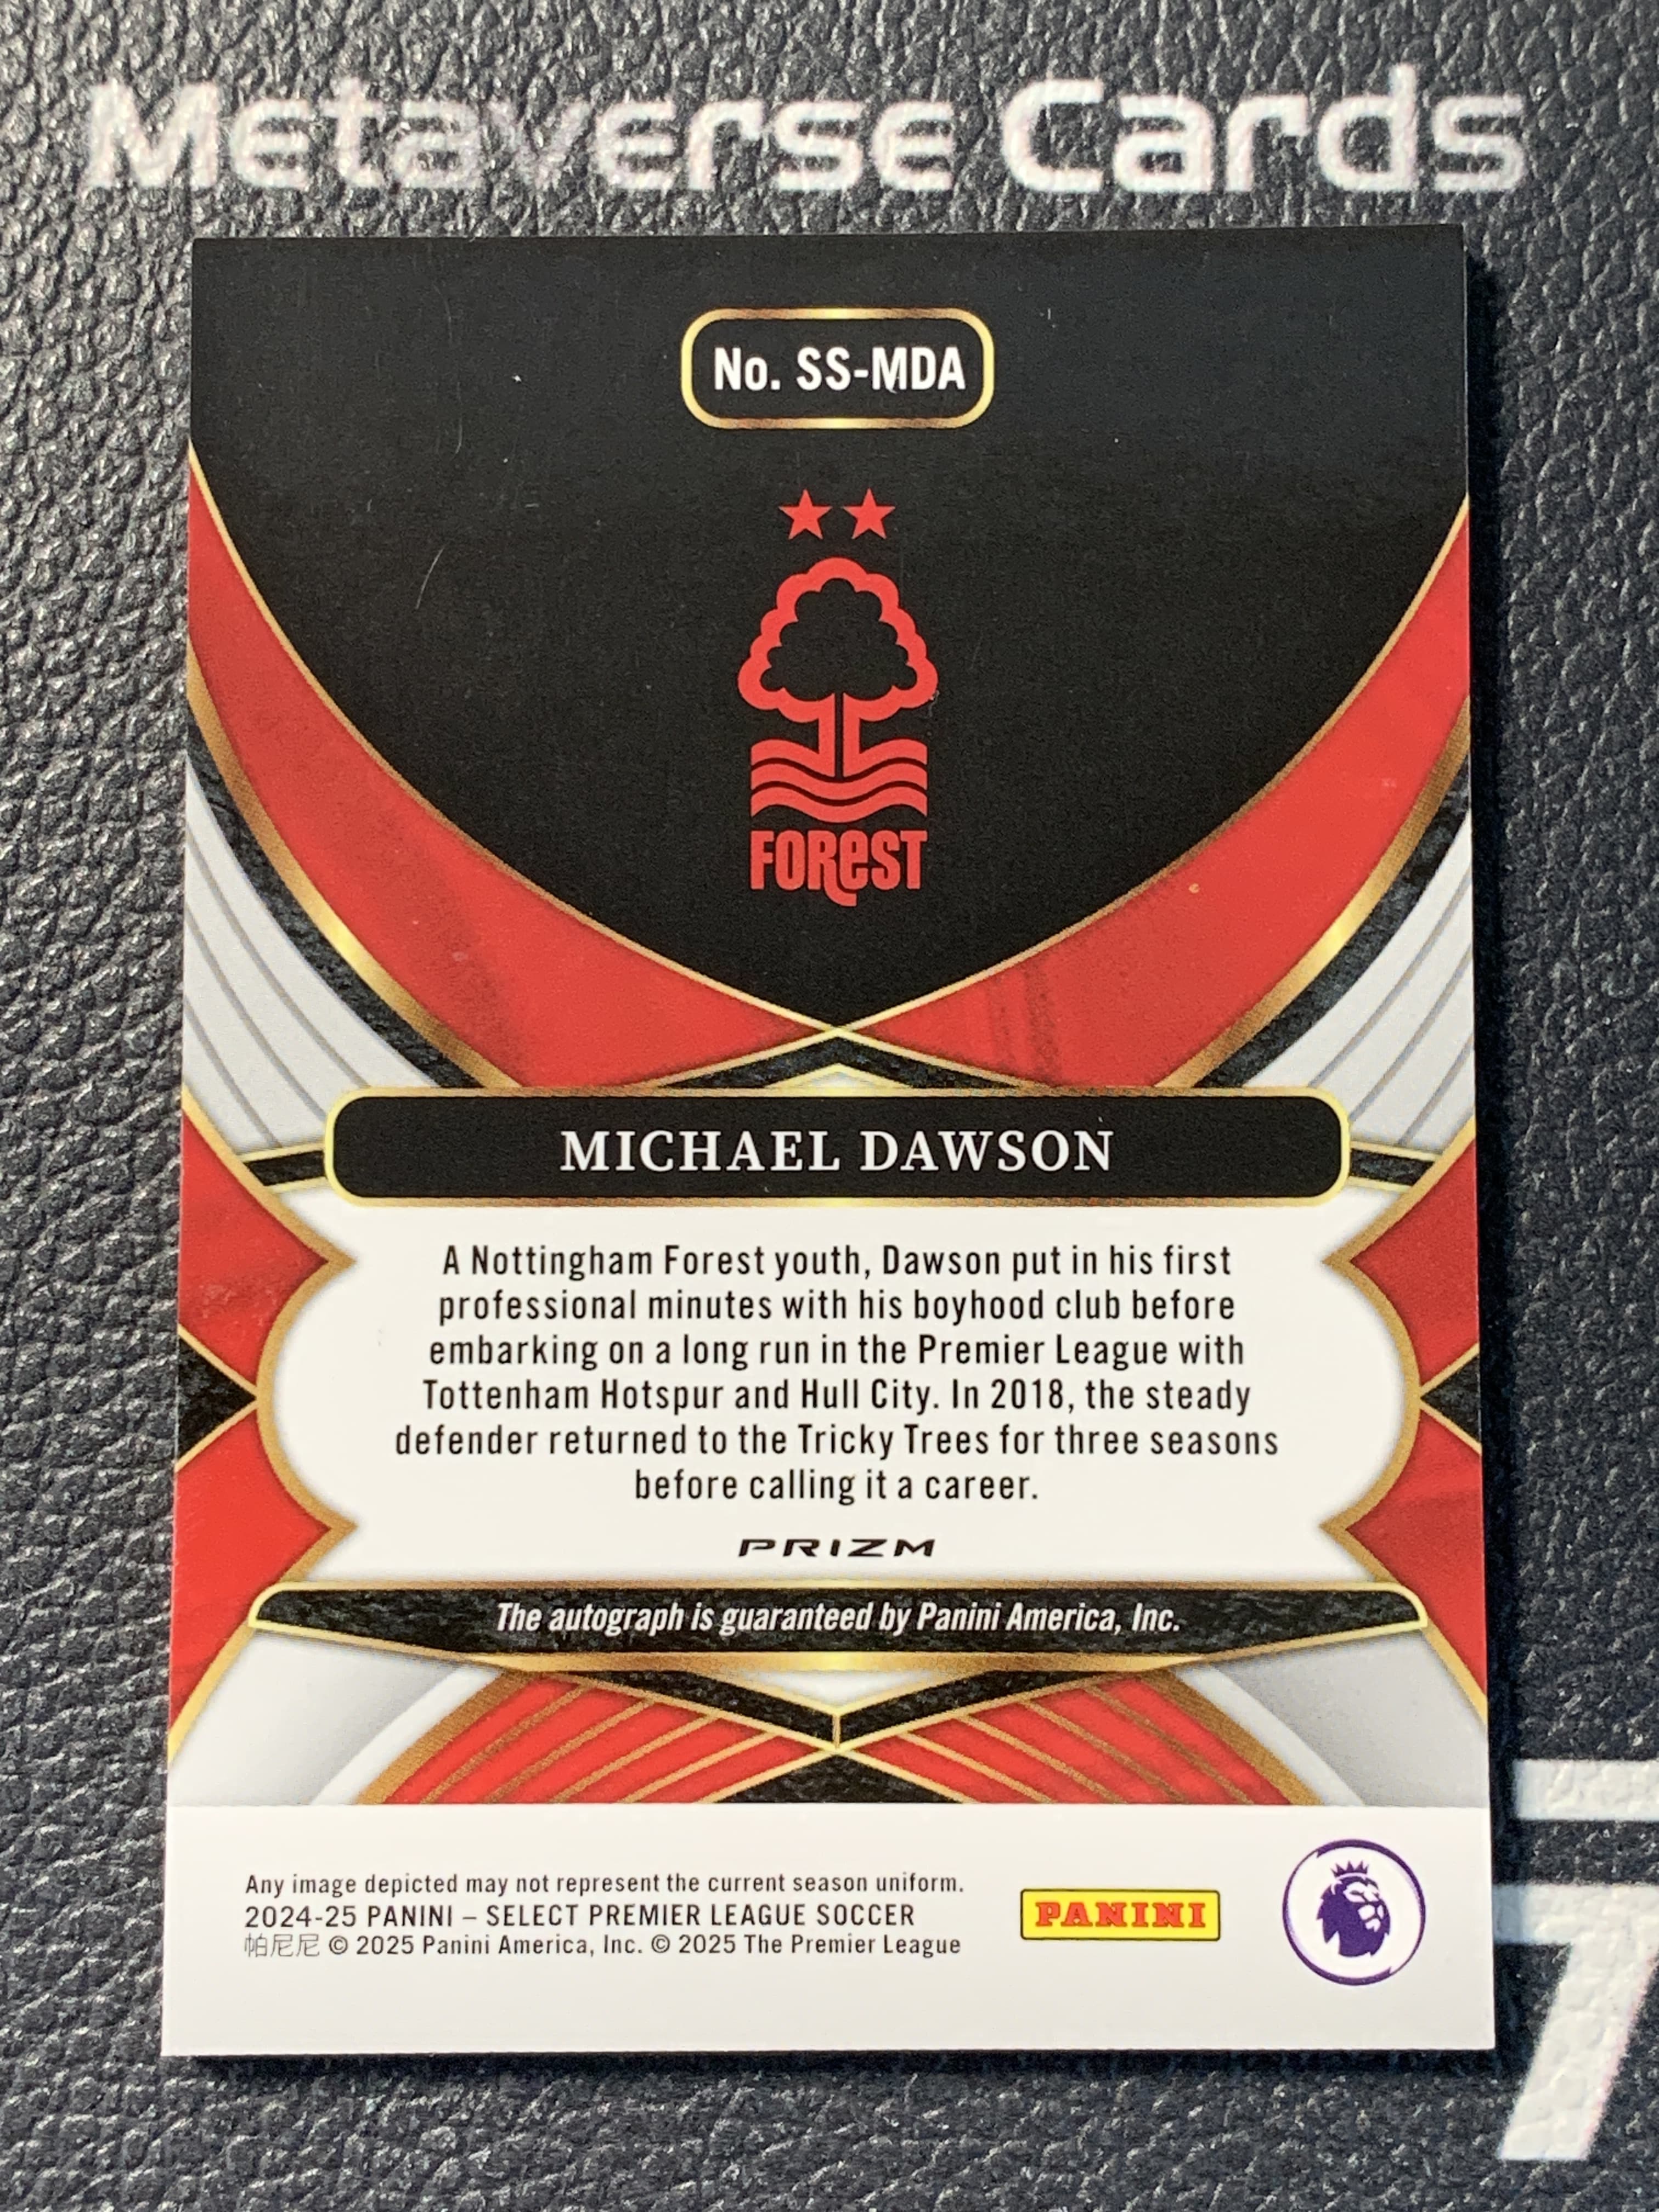 Metaverse Cards
No. SS-MDA
FOREST
MICHAEL DAWSON
A Nottingham Forest youth, Dawson put in his first
professional minutes with his boyhood club before
embarking on a long run in the Premier League with
Tottenham Hotspur and Hull City. In 2018, the steady
defender returned to the Tricky Trees for three seasons
before calling it a career.
PRIZM
The autograph is guaranteed by Panini America, Inc.
Any image depicted may not represent the current season uniform.
2024-25 PANINI – SELECT PREMIER LEAGUE SOCCER
帕尼尼 © 2025 Panini America, Inc. © 2025 The Premier League
PANINI